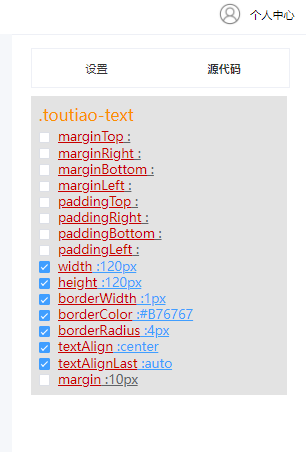 个人中心
设置 源代码
.toutiao-text
marginTop :
marginRight :
marginBottom :
marginLeft :
paddingTop :
paddingRight :
paddingBottom :
paddingLeft :
width :120px
height :120px
borderWidth :1px
borderColor :#B76767
borderRadius :4px
textAlign :center
textAlignLast :auto
margin :10px